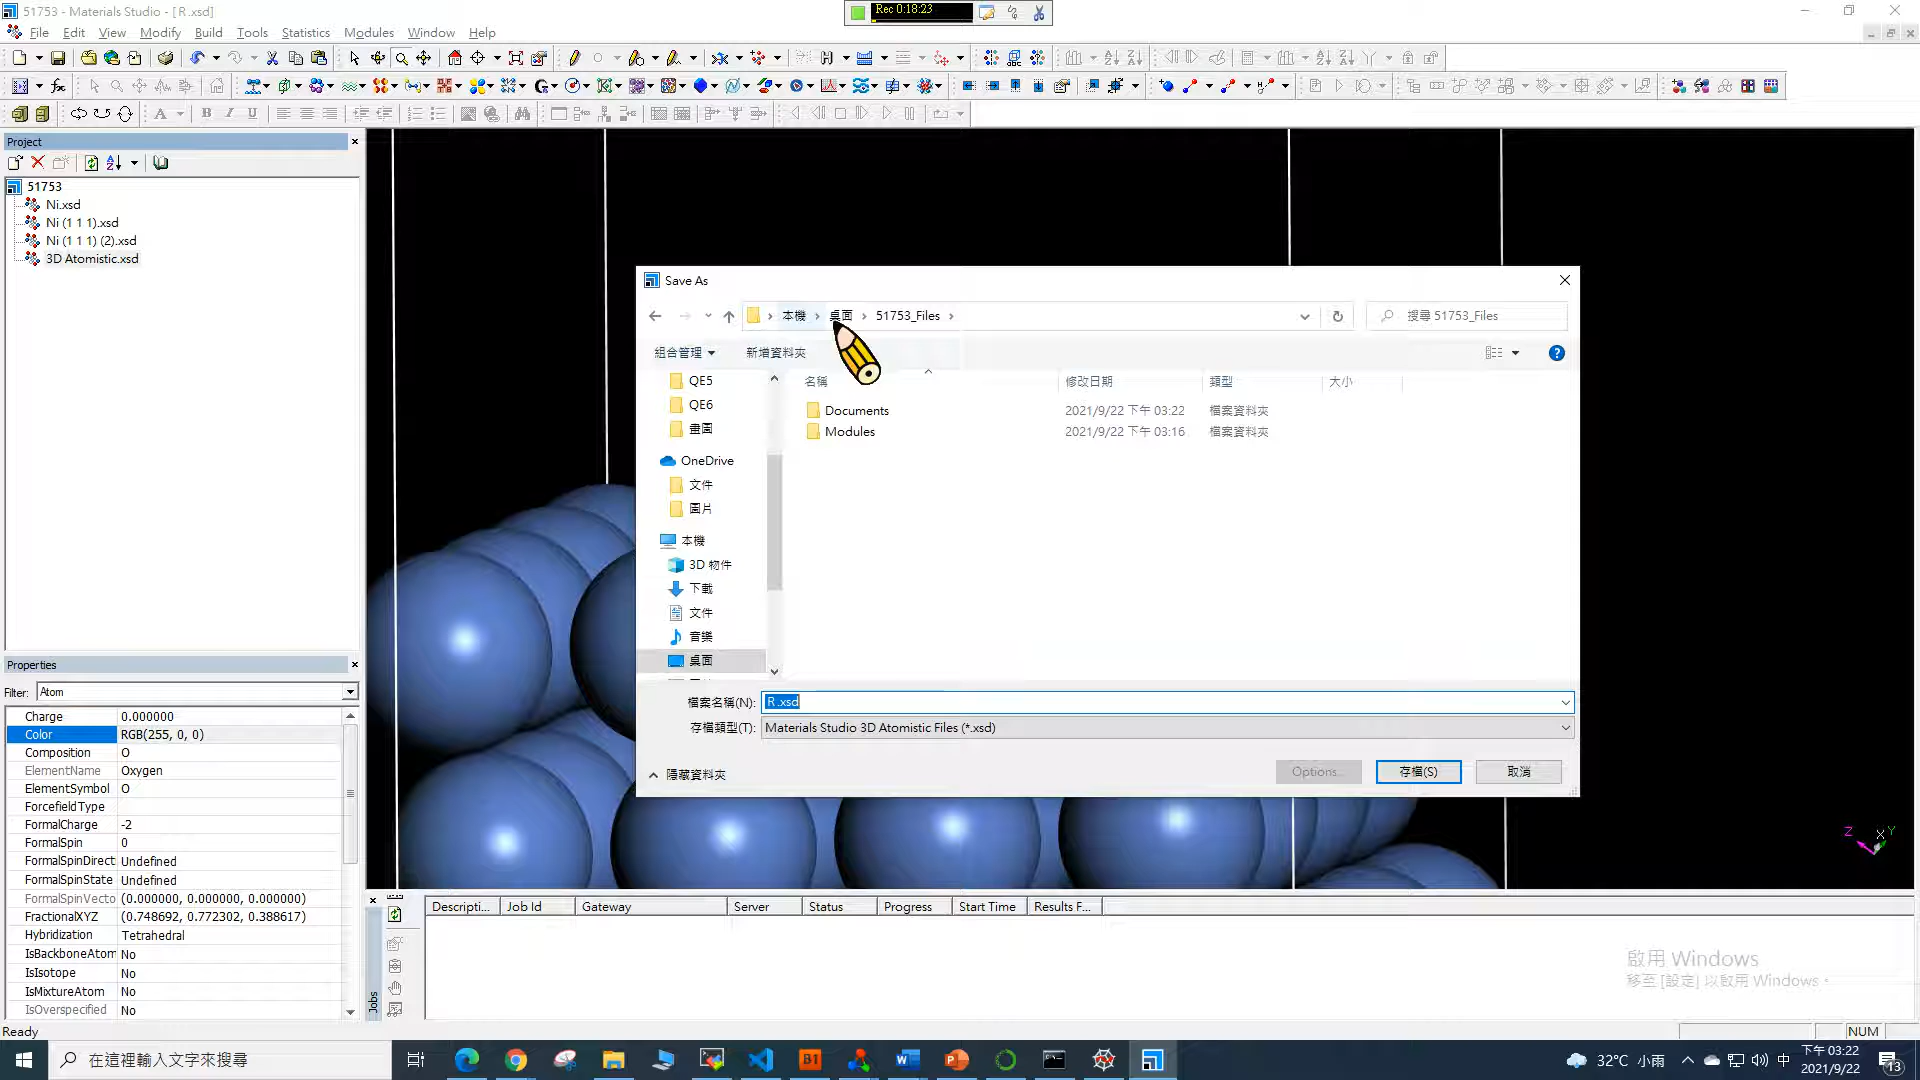 51753 - Materials Studio - [ R .xsd]
Rec 0:18:23
File Edit View Modify Build Tools Statistics Modules Window Help
Project
51753
Ni.xsd
Ni (1 1 1).xsd
Ni (1 1 1) (2).xsd
3D Atomistic.xsd
Save As
本機 桌面 51753_Files
搜尋 51753_Files
組合管理
新增資料夾
QE5
QE6
畫圖
OneDrive
文件
圖片
本機
3D 物件
下載
文件
音樂
桌面
名稱 修改日期 類型 大小
Documents 2021/9/22 下午 03:22 檔案資料夾
Modules 2021/9/22 下午 03:16 檔案資料夾
檔案名稱(N): R .xsd
存檔類型(T): Materials Studio 3D Atomistic Files (*.xsd)
隱藏資料夾
Options...
存檔(S)
取消
Properties
Filter: Atom
Charge 0.000000
Color RGB(255, 0, 0)
Composition O
ElementName Oxygen
ElementSymbol O
ForcefieldType
FormalCharge -2
FormalSpin 0
FormalSpinDirecti Undefined
FormalSpinState Undefined
FormalSpinVecto (0.000000, 0.000000, 0.000000)
FractionalXYZ (0.748692, 0.772302, 0.388617)
Hybridization Tetrahedral
IsBackboneAtom No
IsIsotope No
IsMixtureAtom No
IsOverspecified No
Z X Y
Jobs
Descripti... Job Id Gateway Server Status Progress Start Time Results F...
啟用 Windows
移至 [設定] 以啟用 Windows。
Ready
NUM
在這裡輸入文字來搜尋
32°C 小雨
中
下午 03:22
2021/9/22
13